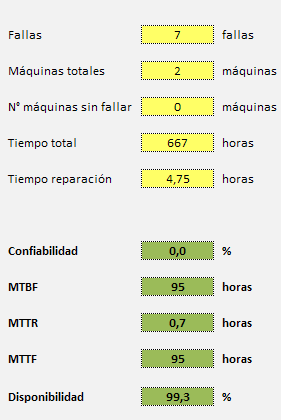 Fallas 7 fallas
Máquinas totales 2 máquinas
N° máquinas sin fallar 0 máquinas
Tiempo total 667 horas
Tiempo reparación 4,75 horas
Confiabilidad 0,0 %
MTBF 95 horas
MTTR 0,7 horas
MTTF 95 horas
Disponibilidad 99,3 %